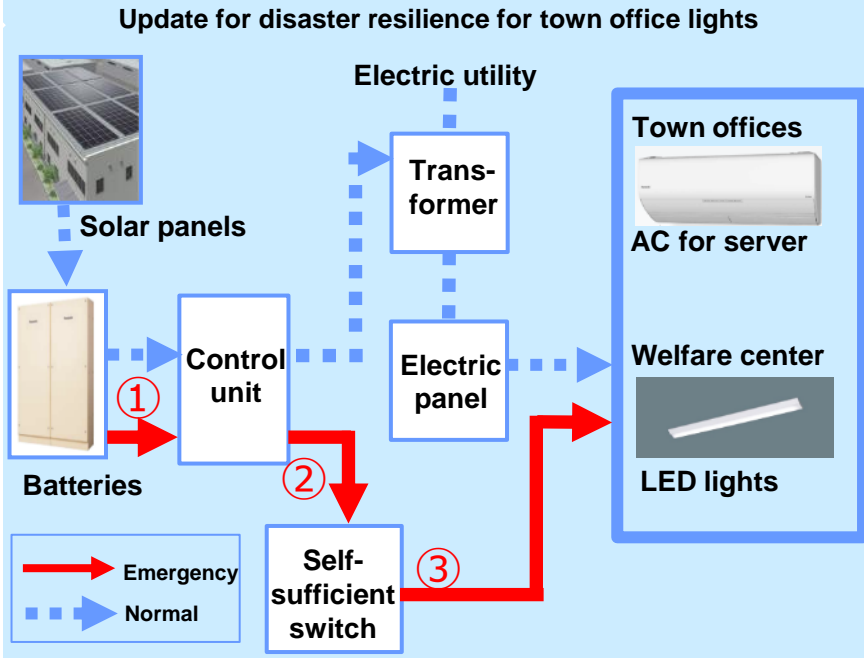 Update for disaster resilience for town office lights
Electric utility
Town offices
Trans-
former
Solar panels
AC for server
Control
unit
Electric
panel
Welfare center
①
②
Batteries
LED lights
Self-
sufficient
switch
③
Emergency
Normal